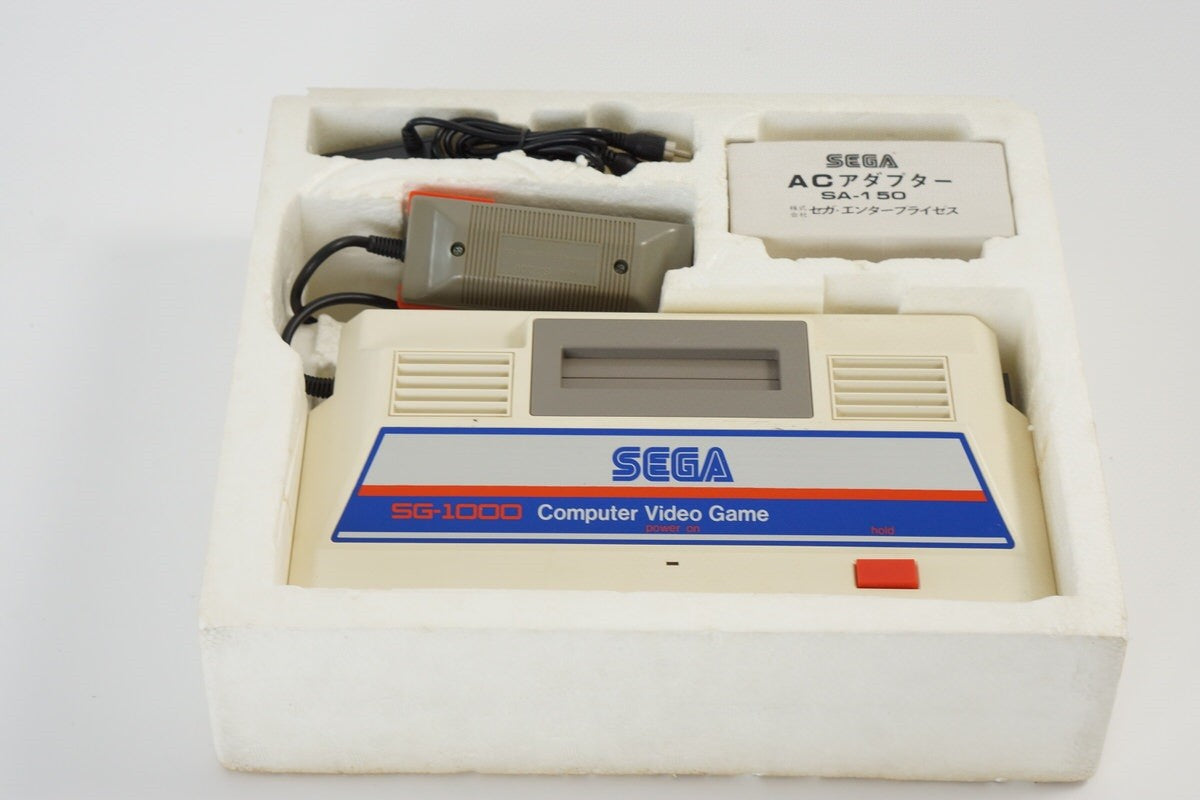 SEGA
ACアダプター
SA-150
株式会社 セガ・エンタープライゼス
SEGA
SG-1000 Computer Video Game
power on
hold